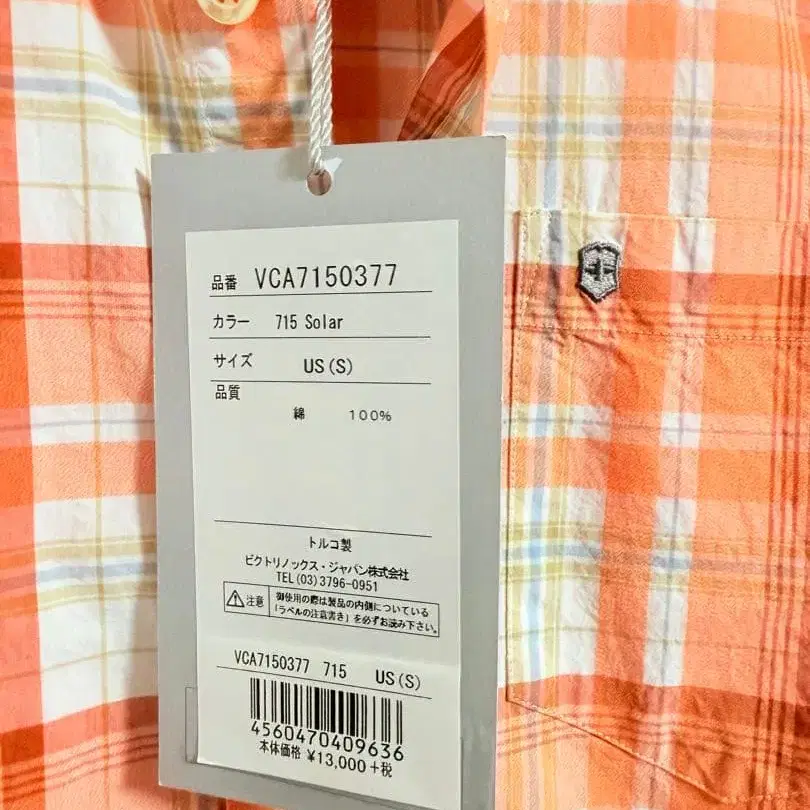 品番 VCA7150377
カラー 715 Solar
サイズ US(S)
品質
綿 100%
トルコ製
ビクトリノックス・ジャパン株式会社
TEL(03)3796-0951
注意 御使用の際は製品の内側についている
「ラベルの注意書き」を必ずお読み下さい。
VCA7150377 715 US(S)
4560470409636
本体価格 ¥13,000+税